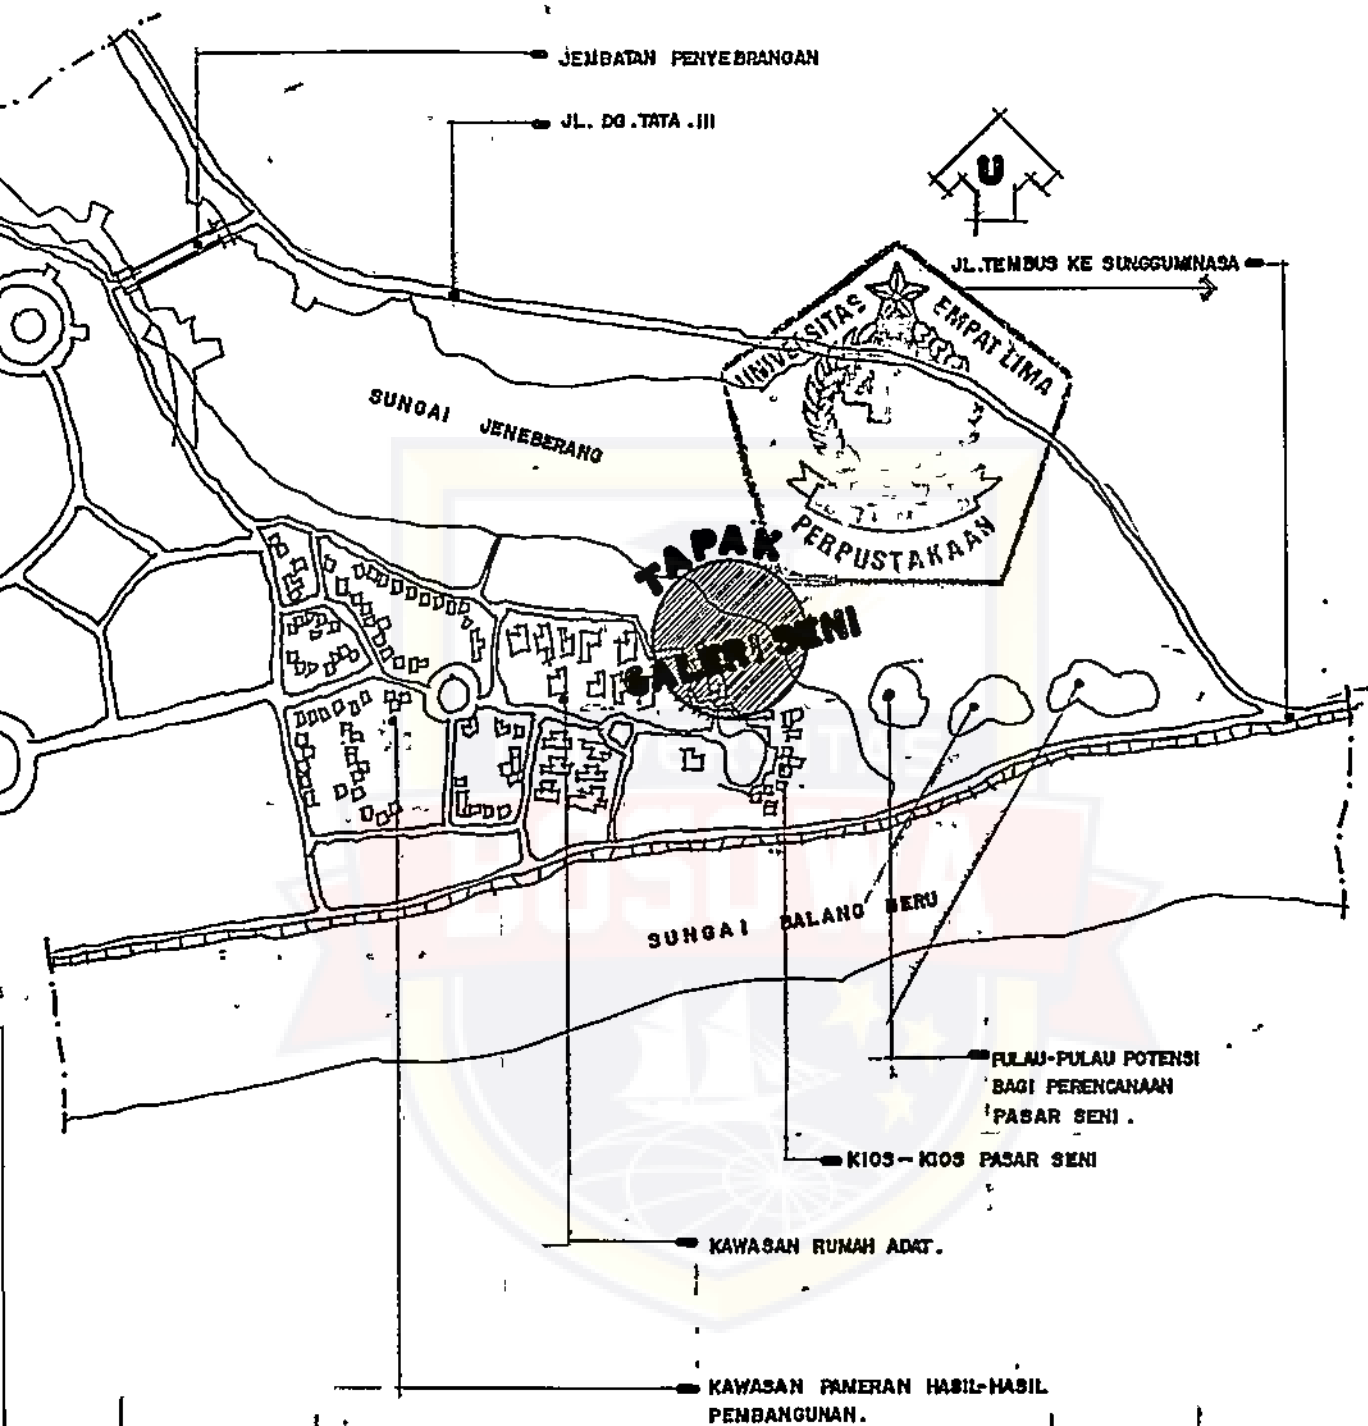 JEMBATAN PENYEBRANGAN
JL. DG. TATA .III
U
JL.TEMBUS KE SUNGGUMINASA
UNIVERSITAS EMPAT LIMA
PERPUSTAKAAN
SUNGAI JENEBERANG
TAPAK
GALERI SENI
UNIVERSITAS
BOSOWA
SUNGAI BALANG BERU
PULAU-PULAU POTENSI
BAGI PERENCANAAN
PASAR SENI .
KIOS-KIOS PASAR SENI
KAWASAN RUMAH ADAT.
KAWASAN PAMERAN HASIL-HASIL
PEMBANGUNAN.